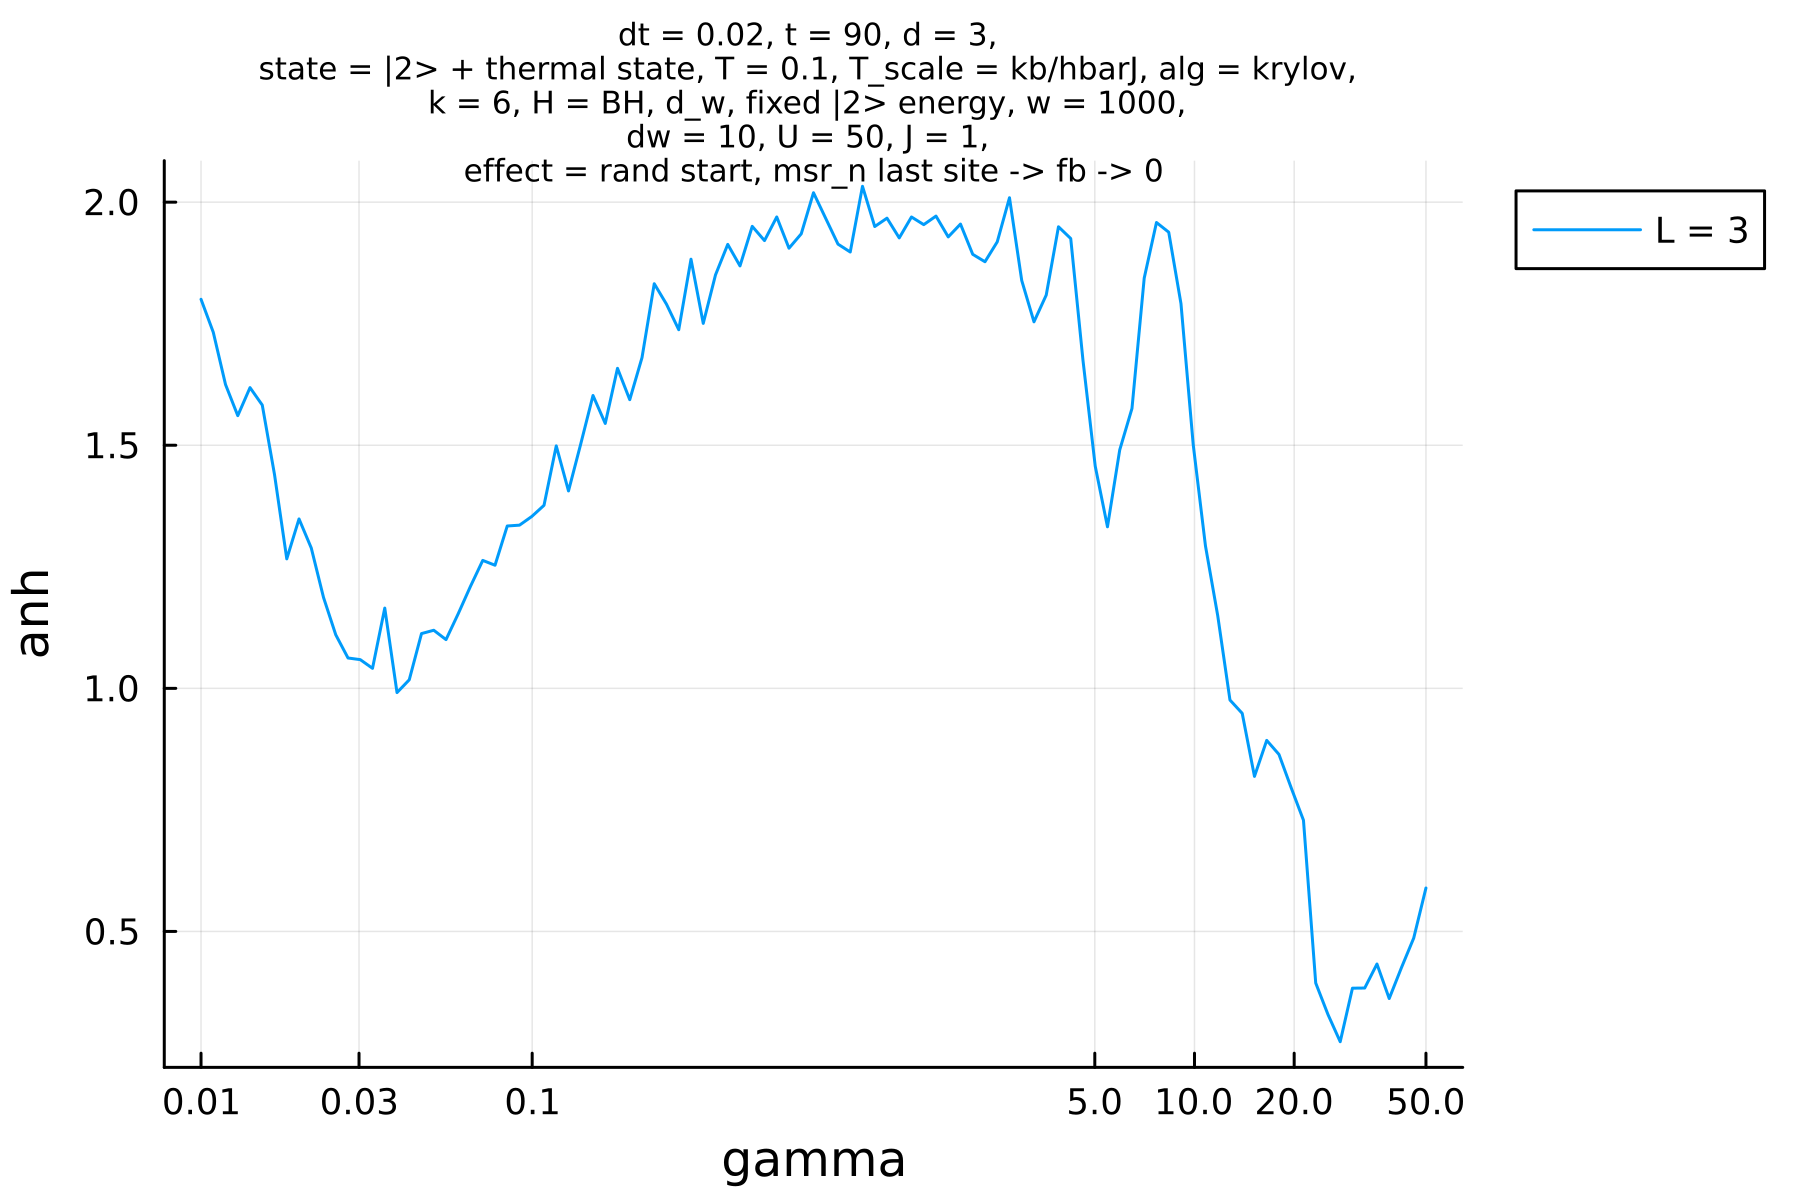 dt = 0.02, t = 90, d = 3,
state = |2> + thermal state, T = 0.1, T_scale = kb/hbarJ, alg = krylov,
k = 6, H = BH, d_w, fixed |2> energy, w = 1000,
dw = 10, U = 50, J = 1,
effect = rand start, msr_n last site -> fb -> 0
2.0
1.5
1.0
0.5
anh
L = 3
0.01 0.03 0.1 5.0 10.0 20.0 50.0
gamma